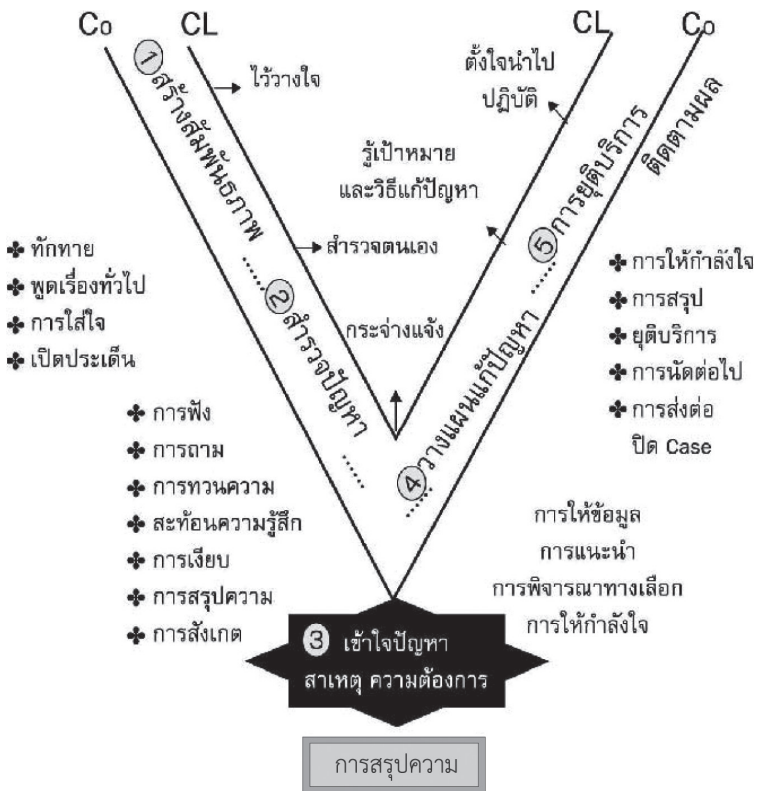 Co CL
CL Co
1 สร้างสัมพันธภาพ
ไว้วางใจ
ตั้งใจนำไป
ปฏิบัติ
ติดตามผล
5 การยุติบริการ
รู้เป้าหมาย
และวิธีแก้ปัญหา
สำรวจตนเอง
✤ ทักทาย
✤ พูดเรื่องทั่วไป
✤ การใส่ใจ
✤ เปิดประเด็น
...... 2 สำรวจปัญหา ......
กระจ่างแจ้ง
...... 4 วางแผนแก้ปัญหา ......
✤ การให้กำลังใจ
✤ การสรุป
✤ ยุติบริการ
✤ การนัดต่อไป
✤ การส่งต่อ
ปิด Case
✤ การฟัง
✤ การถาม
✤ การทวนความ
✤ สะท้อนความรู้สึก
✤ การเงียบ
✤ การสรุปความ
✤ การสังเกต
การให้ข้อมูล
การแนะนำ
การพิจารณาทางเลือก
การให้กำลังใจ
3 เข้าใจปัญหา
สาเหตุ ความต้องการ
การสรุปความ